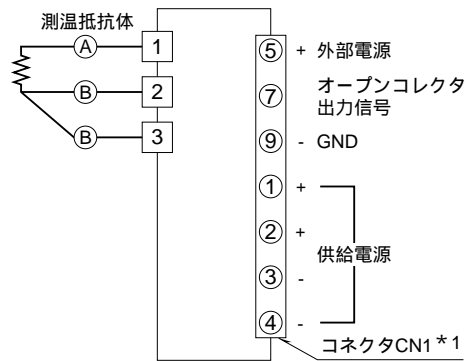 測温抵抗体
A 1
B 2
B 3
⑤ + 外部電源
⑦ オープンコレクタ
出力信号
⑨ - GND
① +
② +
供給電源
③ -
④ -
コネクタCN1*1